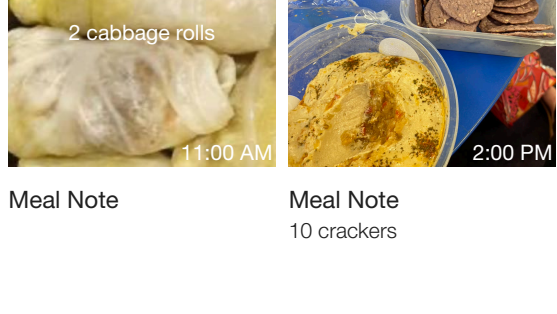 2 cabbage rolls
11:00 AM
2:00 PM
Meal Note
Meal Note
10 crackers